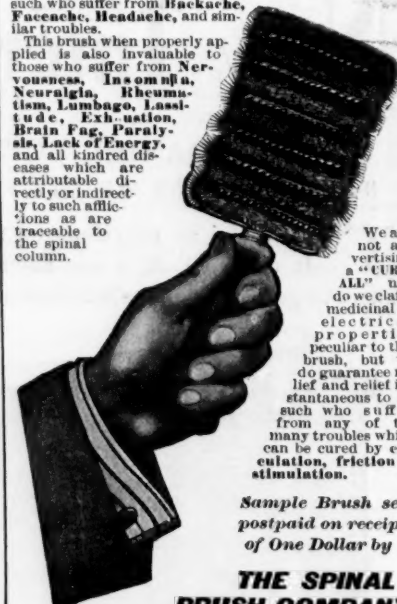 such who suffer from Backache,
Faceache, Headache, and sim-
ilar troubles.
This brush when properly ap-
plied is also invaluable to
those who suffer from Ner-
vousness, Insomnia,
Neuralgia, Rheuma-
tism, Lumbago, Lassi-
tude, Exhaustion,
Brain Fag, Paraly-
sis, Lack of Energy,
and all kindred dis-
eases which are
attributable di-
rectly or indirect-
ly to such afflic-
tions as are
traceable to
the spinal
column.
We a
not a
vertisi
a "CUR
ALL" n
do we clai
medicinal
electric
properti
peculiar to th
brush, but
do guarantee r
lief and relief i
stantaneous to
such who suff
from any of t
many troubles whi
can be cured by c
culation, friction
stimulation.
Sample Brush se
postpaid on receip
of One Dollar by
THE SPINAL
BRUSH COMPANY